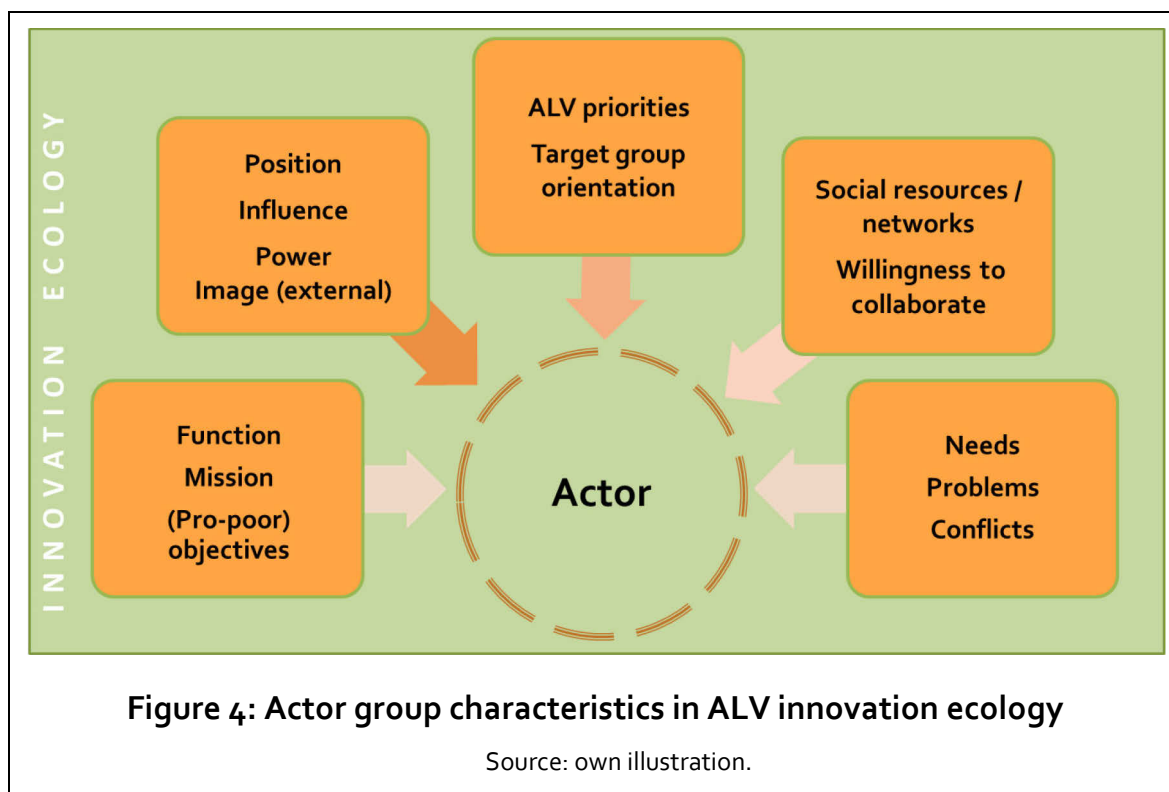 INNOVATION ECOLOGY
Position
Influence
Power
Image (external)
ALV priorities
Target group
orientation
Social resources /
networks
Willingness to
collaborate
Function
Mission
(Pro-poor)
objectives
Actor
Needs
Problems
Conflicts
Figure 4: Actor group characteristics in ALV innovation ecology
Source: own illustration.